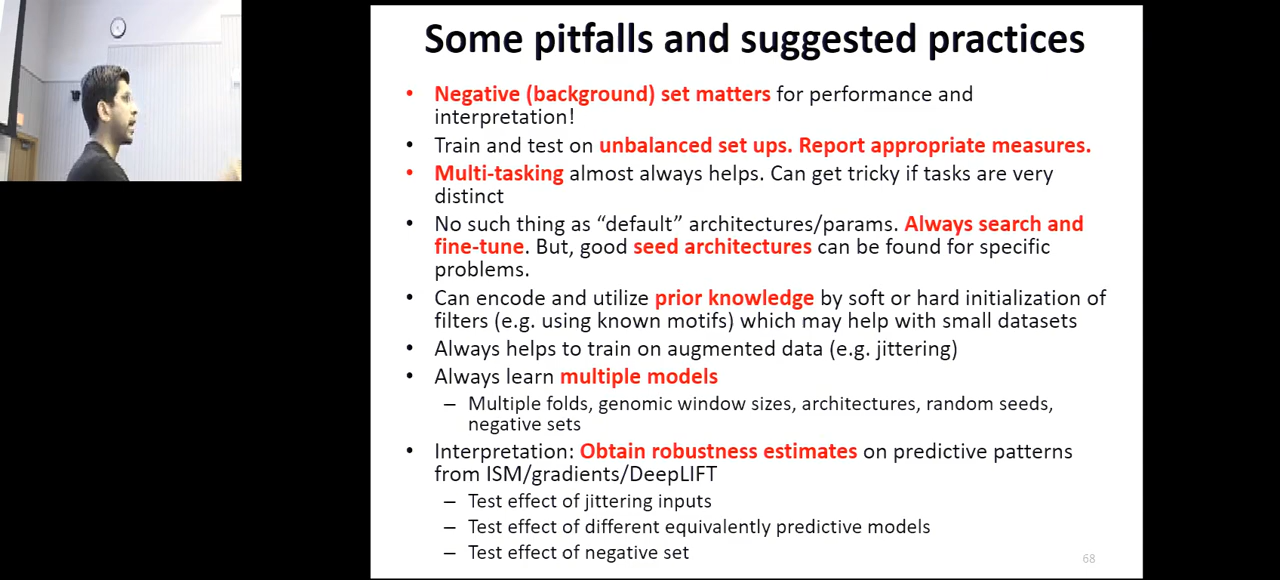 Some pitfalls and suggested practices
• Negative (background) set matters for performance and
interpretation!
• Train and test on unbalanced set ups. Report appropriate measures.
• Multi-tasking almost always helps. Can get tricky if tasks are very
distinct
• No such thing as “default” architectures/params. Always search and
fine-tune. But, good seed architectures can be found for specific
problems.
• Can encode and utilize prior knowledge by soft or hard initialization of
filters (e.g. using known motifs) which may help with small datasets
• Always helps to train on augmented data (e.g. jittering)
• Always learn multiple models
– Multiple folds, genomic window sizes, architectures, random seeds,
negative sets
• Interpretation: Obtain robustness estimates on predictive patterns
from ISM/gradients/DeepLIFT
– Test effect of jittering inputs
– Test effect of different equivalently predictive models
– Test effect of negative set
68